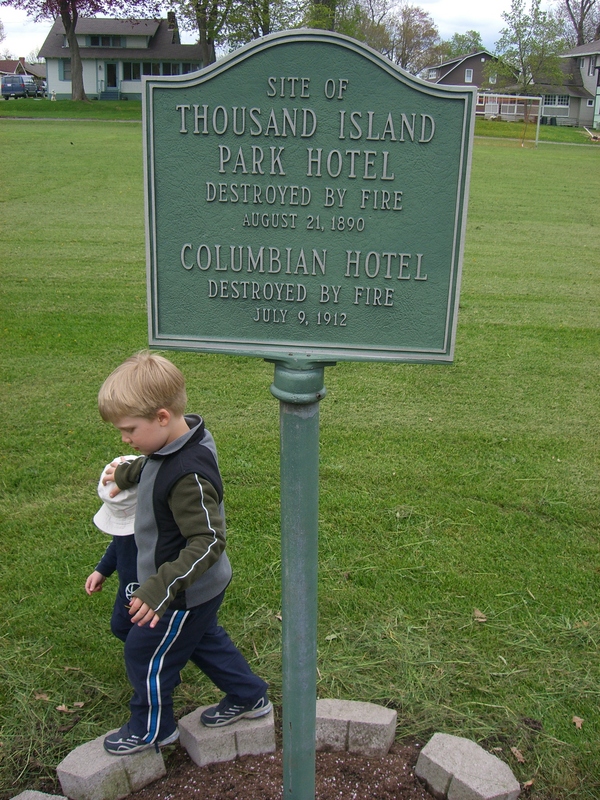 SITE OF
THOUSAND ISLAND
PARK HOTEL
DESTROYED BY FIRE
AUGUST 21, 1890
COLUMBIAN HOTEL
DESTROYED BY FIRE
JULY 9, 1912